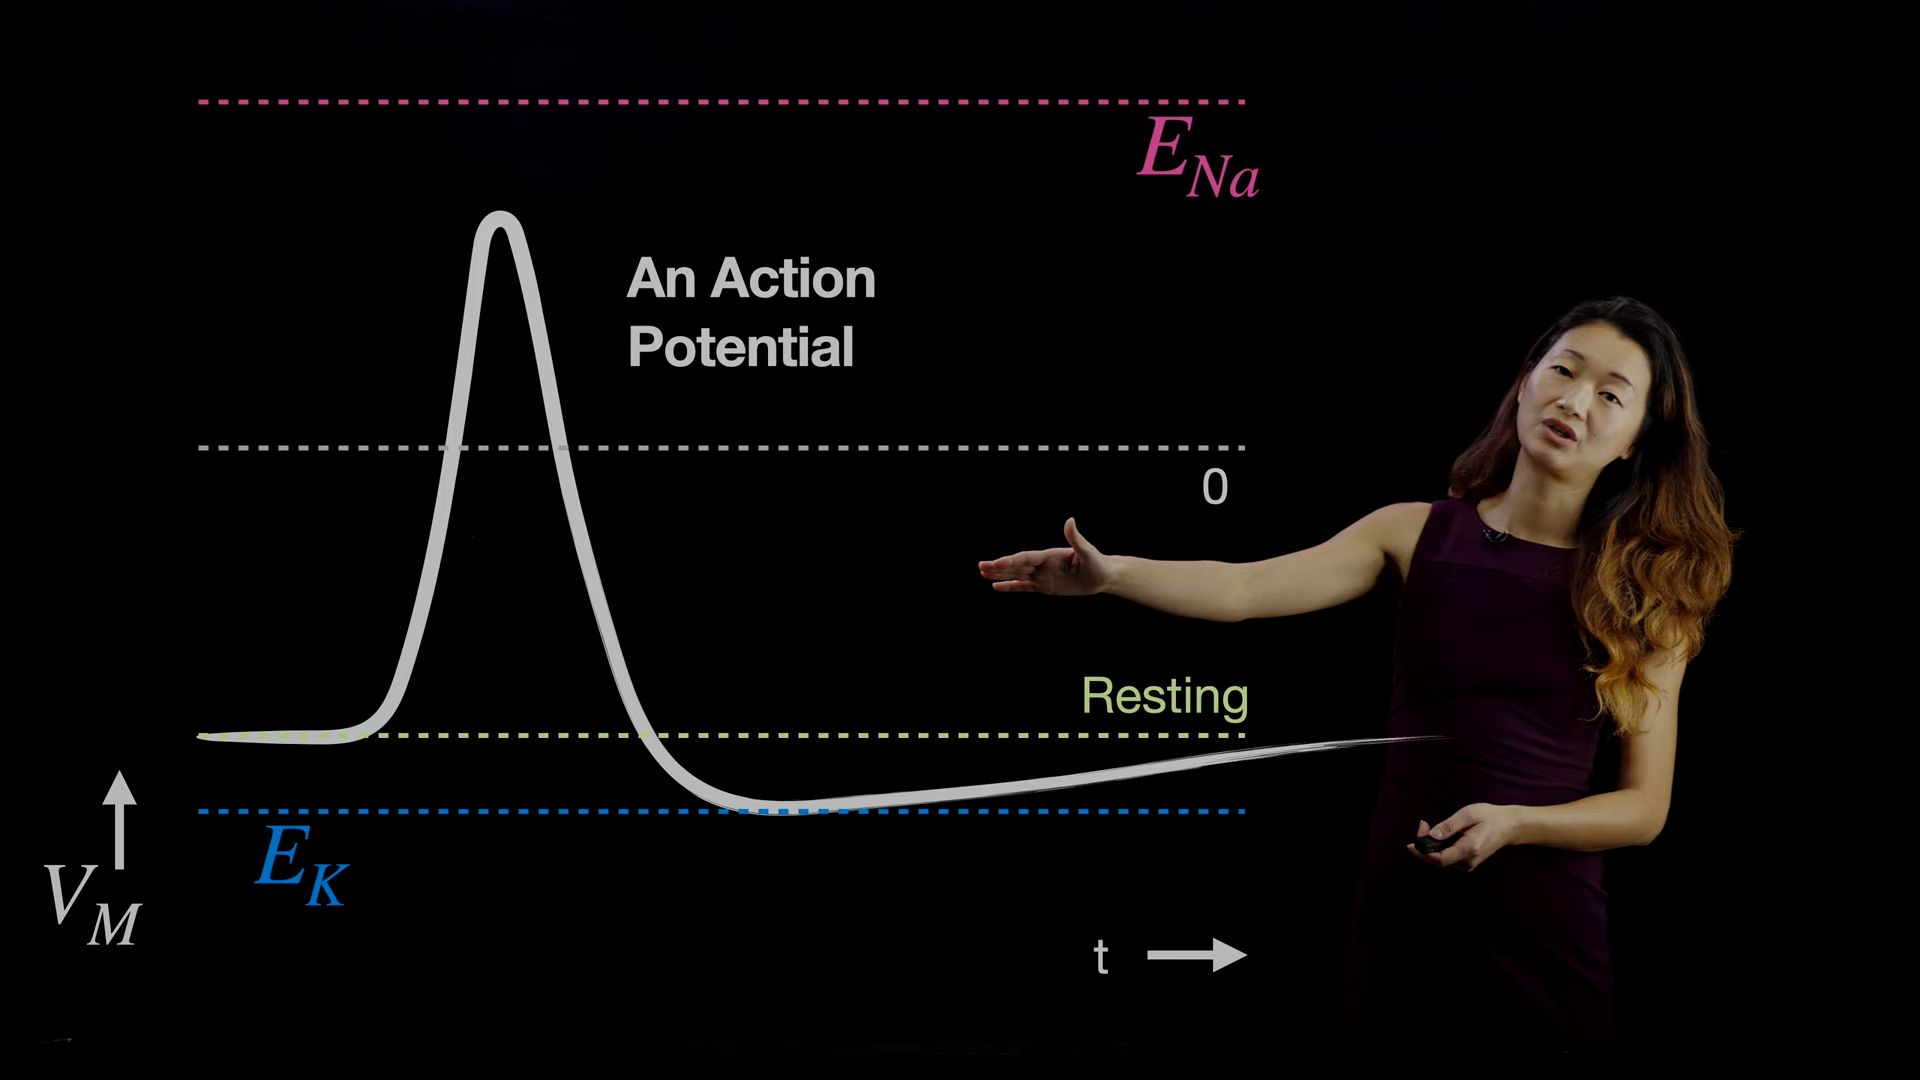 E_Na
An Action
Potential
0
Resting
E_K
V_M
t